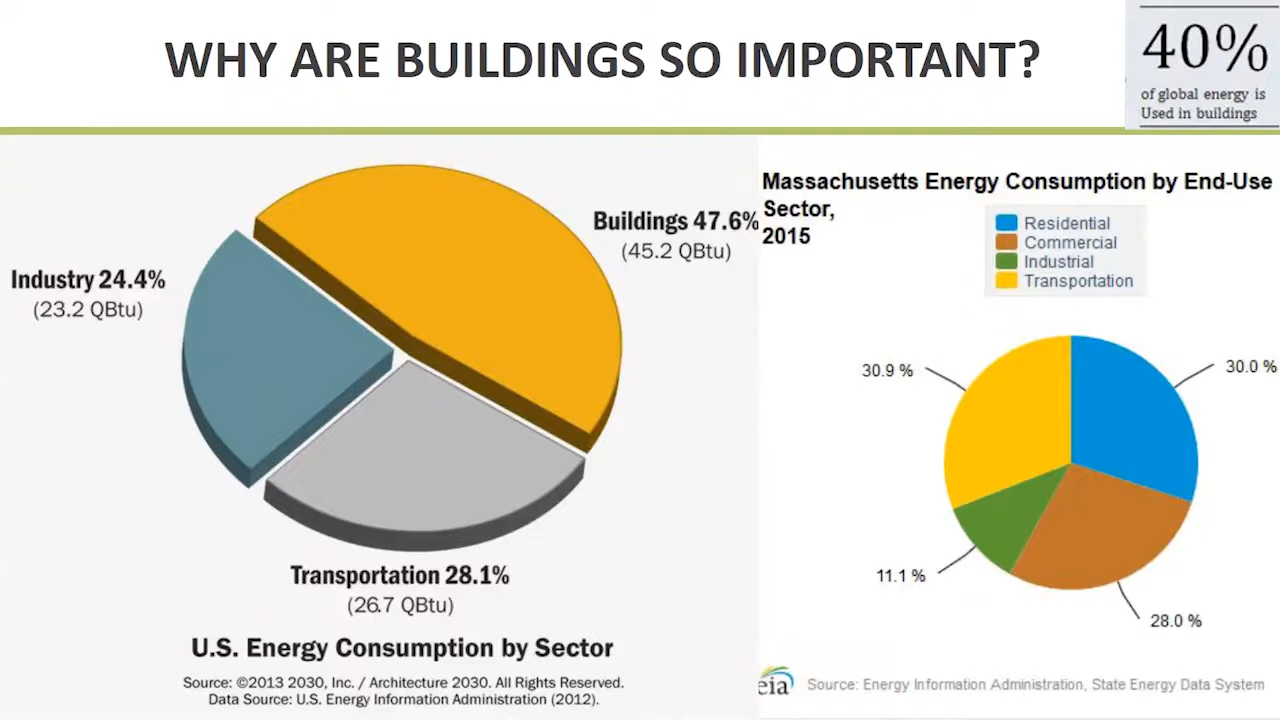 WHY ARE BUILDINGS SO IMPORTANT?
40%
of global energy is
Used in buildings
Buildings 47.6%
(45.2 QBtu)
Industry 24.4%
(23.2 QBtu)
Transportation 28.1%
(26.7 QBtu)
U.S. Energy Consumption by Sector
Source: ©2013 2030, Inc. / Architecture 2030. All Rights Reserved.
Data Source: U.S. Energy Information Administration (2012).
Massachusetts Energy Consumption by End-Use
Sector,
2015
Residential
Commercial
Industrial
Transportation
30.9 %
30.0 %
11.1 %
28.0 %
eia
Source: Energy Information Administration, State Energy Data System